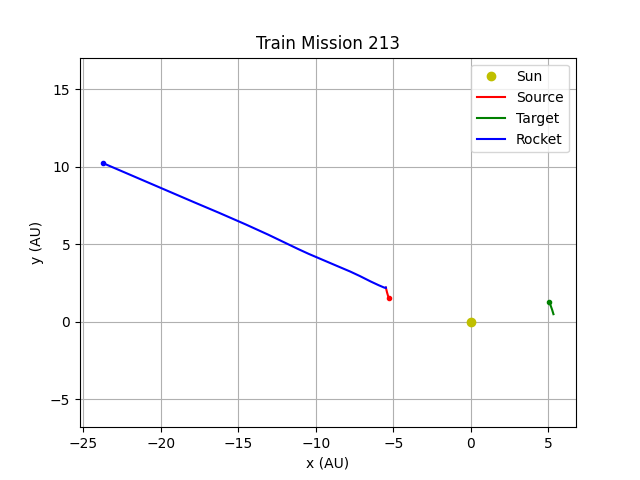 Train Mission 213
Sun
Source
Target
Rocket
15
10
5
0
−5
y (AU)
−25
−20
−15
−10
−5
0
5
x (AU)